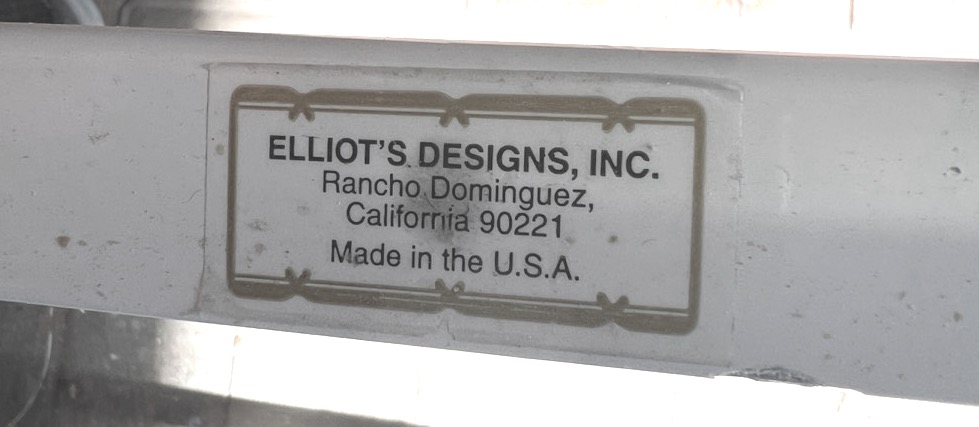 ELLIOT'S DESIGNS, INC.
Rancho Dominguez,
California 90221
Made in the U.S.A.